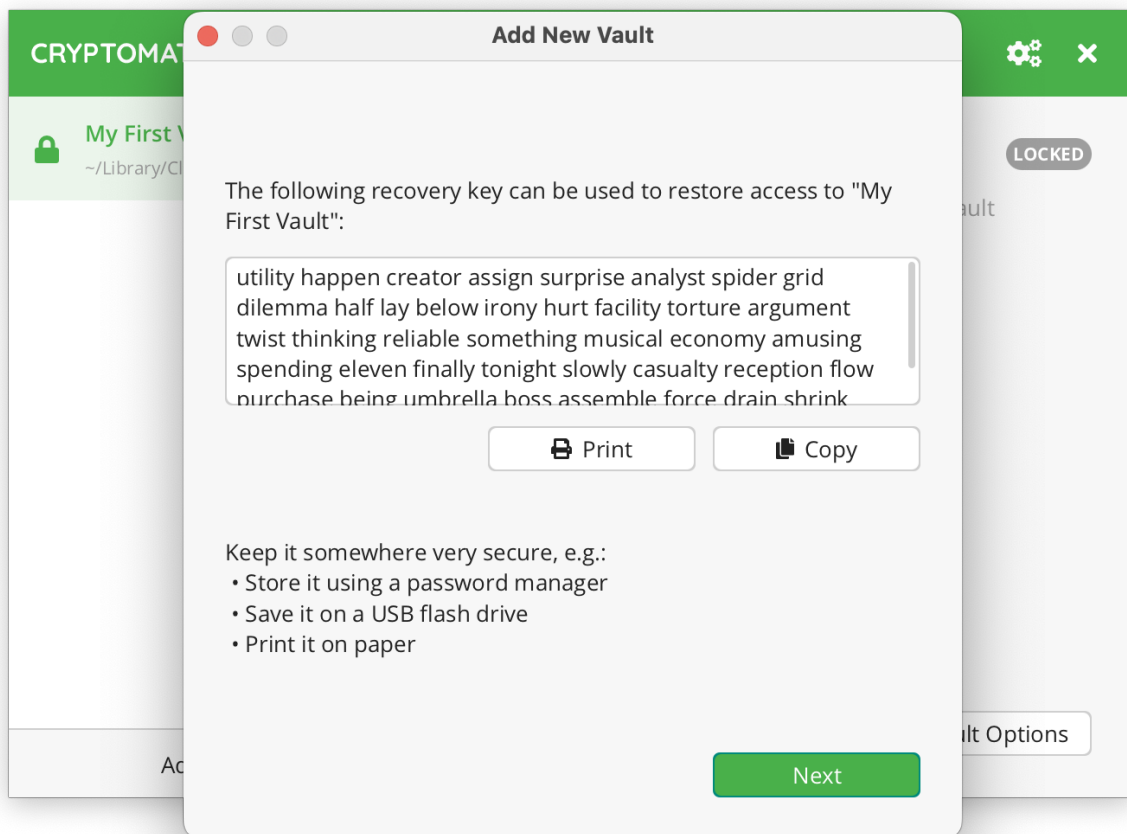 Add New Vault
CRYPTOMAT
My First V
~/Library/Cl
LOCKED
ault
The following recovery key can be used to restore access to "My
First Vault":
utility happen creator assign surprise analyst spider grid
dilemma half lay below irony hurt facility torture argument
twist thinking reliable something musical economy amusing
spending eleven finally tonight slowly casualty reception flow
purchase being umbrella boss assemble force drain shrink
Print
Copy
Keep it somewhere very secure, e.g.:
• Store it using a password manager
• Save it on a USB flash drive
• Print it on paper
ult Options
Ad
Next